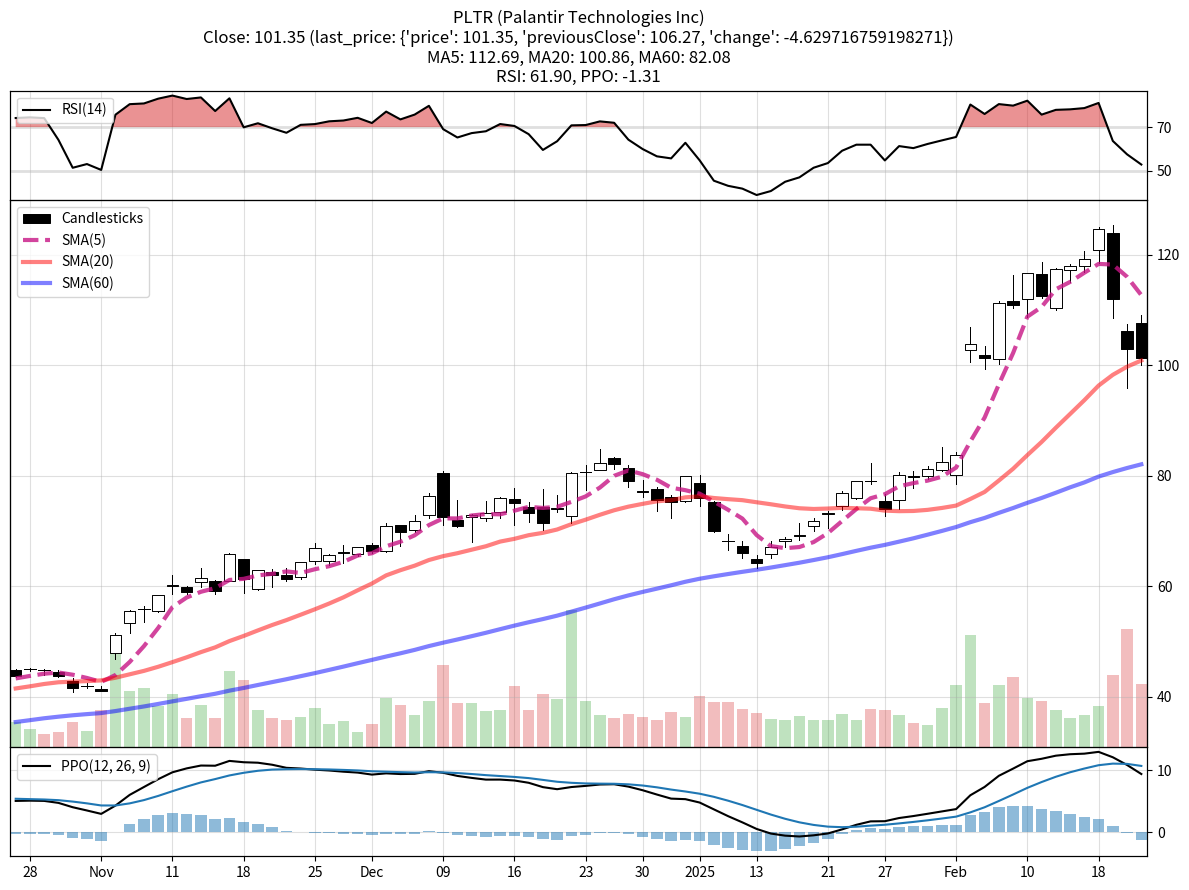 PLTR (Palantir Technologies Inc)
Close: 101.35 (last_price: {'price': 101.35, 'previousClose': 106.27, 'change': -4.629716759198271})
MA5: 112.69, MA20: 100.86, MA60: 82.08
RSI: 61.90, PPO: -1.31
RSI(14)
70
50
Candlesticks
SMA(5)
SMA(20)
SMA(60)
120
100
80
60
40
PPO(12, 26, 9)
10
0
28 Nov 11 18 25 Dec 09 16 23 30 2025 13 21 27 Feb 10 18